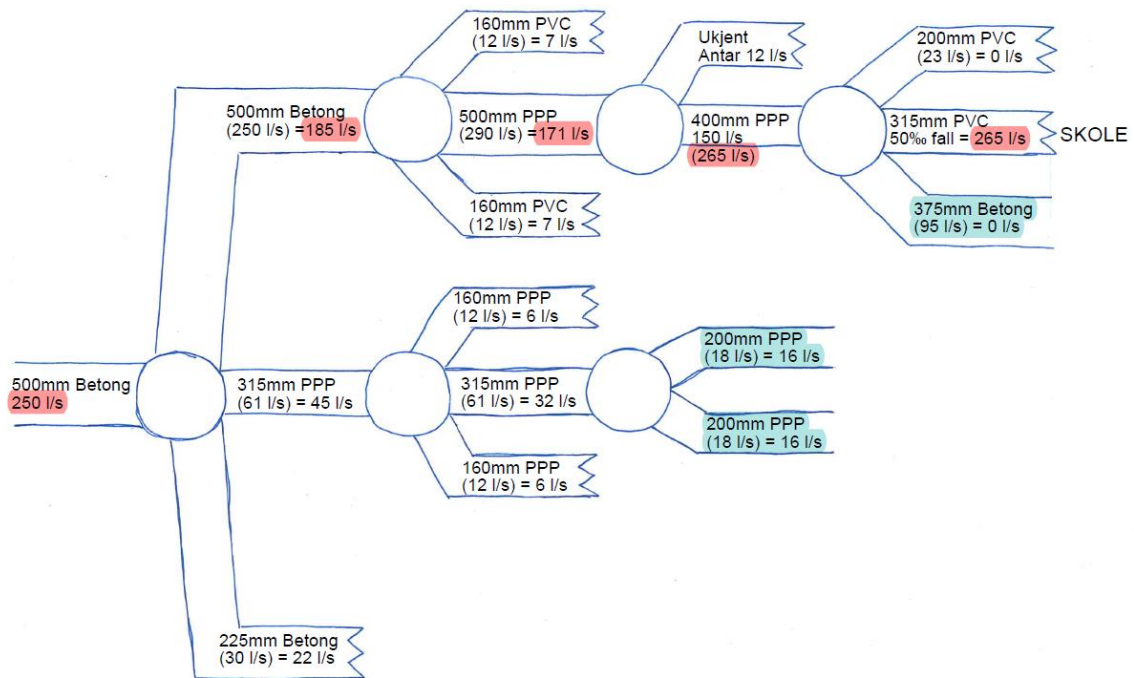 160mm PVC
(12 l/s) = 7 l/s
Ukjent
Antar 12 l/s
200mm PVC
(23 l/s) = 0 l/s
500mm Betong
(250 l/s) =185 l/s
500mm PPP
(290 l/s) =171 l/s
400mm PPP
150 l/s
(265 l/s)
315mm PVC
50‰ fall = 265 l/s
SKOLE
160mm PVC
(12 l/s) = 7 l/s
375mm Betong
(95 l/s) = 0 l/s
160mm PPP
(12 l/s) = 6 l/s
200mm PPP
(18 l/s) = 16 l/s
500mm Betong
250 l/s
315mm PPP
(61 l/s) = 45 l/s
315mm PPP
(61 l/s) = 32 l/s
200mm PPP
(18 l/s) = 16 l/s
160mm PPP
(12 l/s) = 6 l/s
225mm Betong
(30 l/s) = 22 l/s